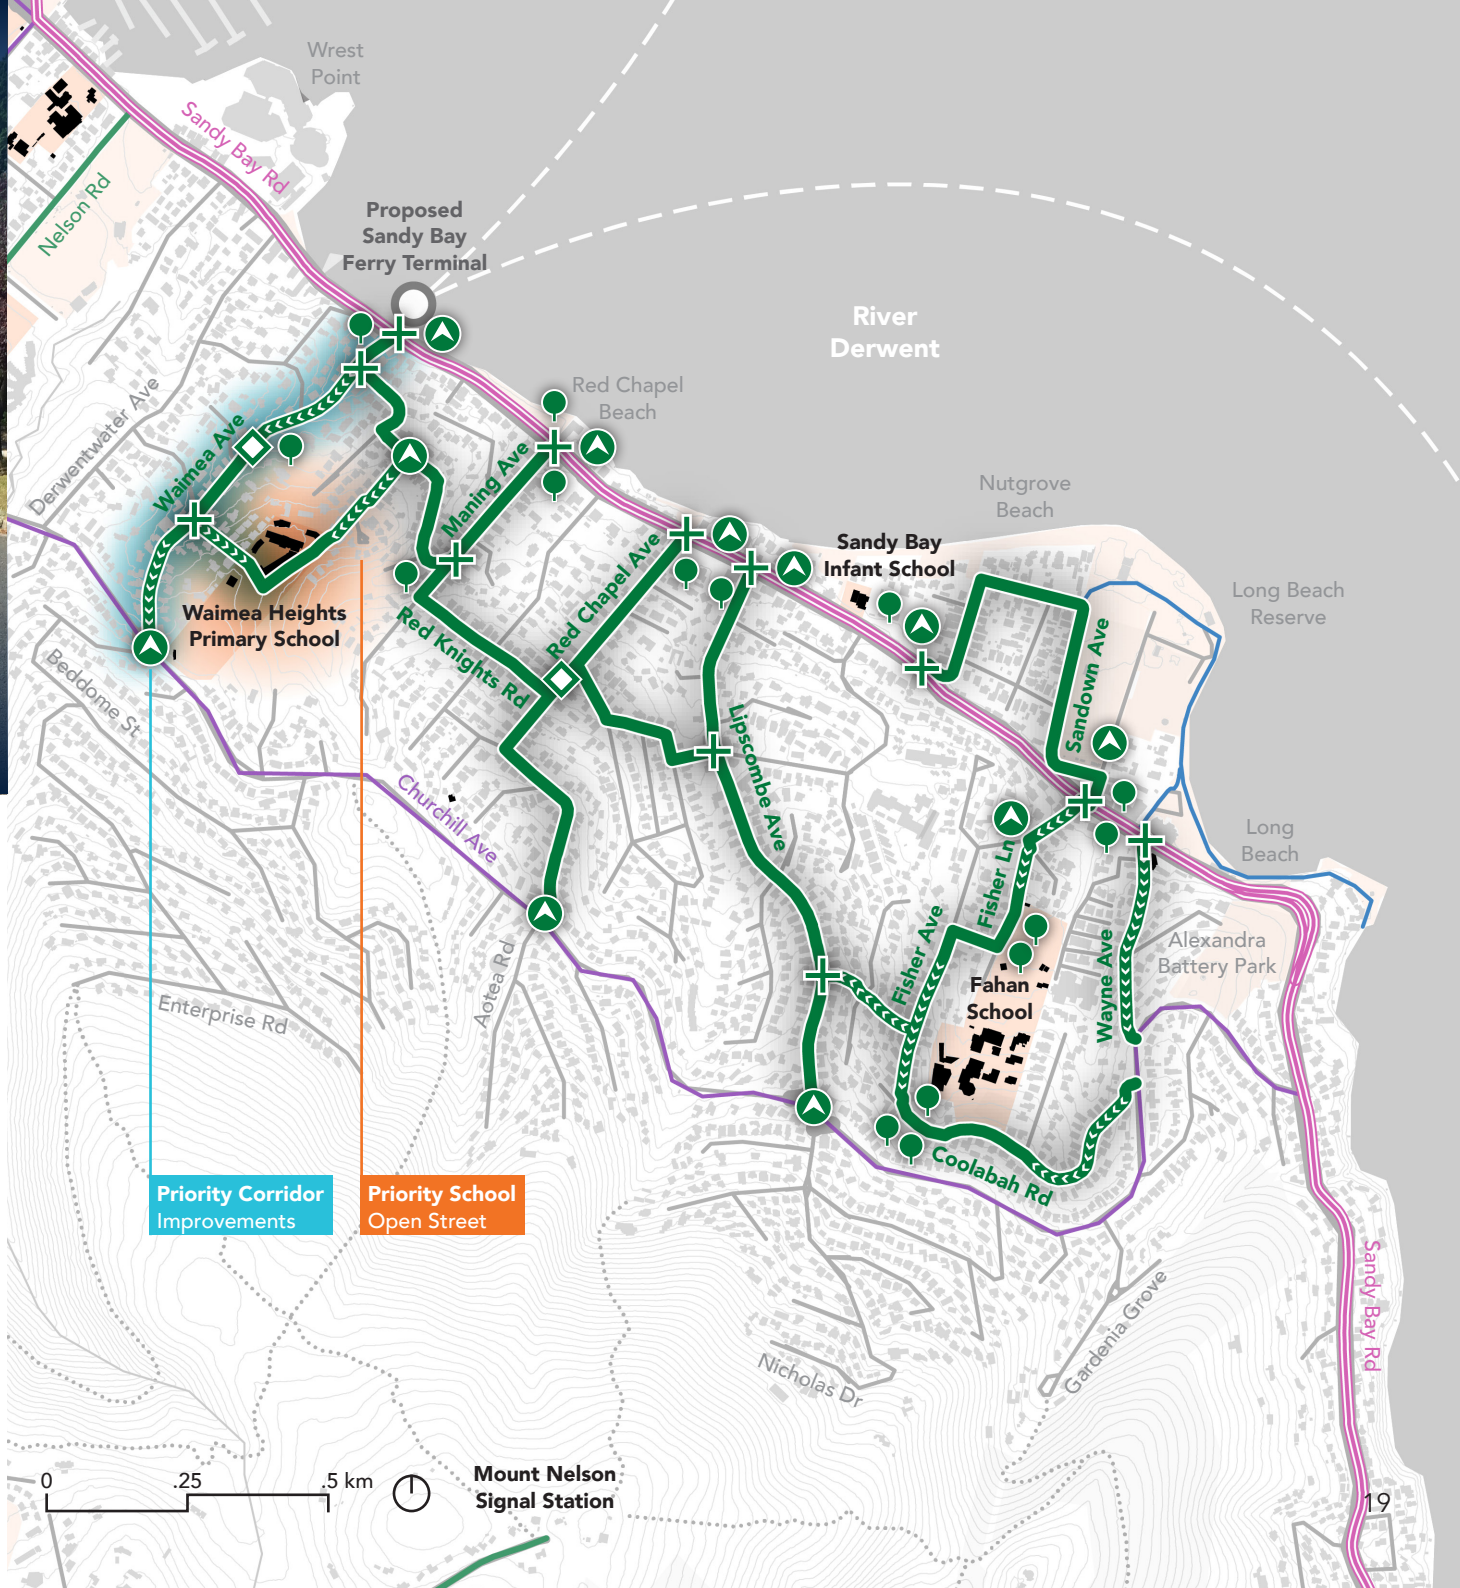 Wrest
Point
Sandy Bay Rd
Nelson Rd
Proposed
Sandy Bay
Ferry Terminal
River
Derwent
Red Chapel
Beach
Derwentwater Ave
Waimea Ave
Maning Ave
Nutgrove
Beach
Sandy Bay
Infant School
Red Chapel Ave
Long Beach
Reserve
Waimea Heights
Primary School
Red Knights Rd
Sandown Ave
Beddome St
Lipscombe Ave
Churchill Ave
Long
Beach
Fisher Ln
Fisher Ave
Alexandra
Battery Park
Wayne Ave
Aotea Rd
Fahan
School
Enterprise Rd
Coolabah Rd
Priority Corridor
Improvements
Priority School
Open Street
Sandy Bay Rd
Gardenia Grove
Nicholas Dr
0 .25 .5 km
Mount Nelson
Signal Station
19